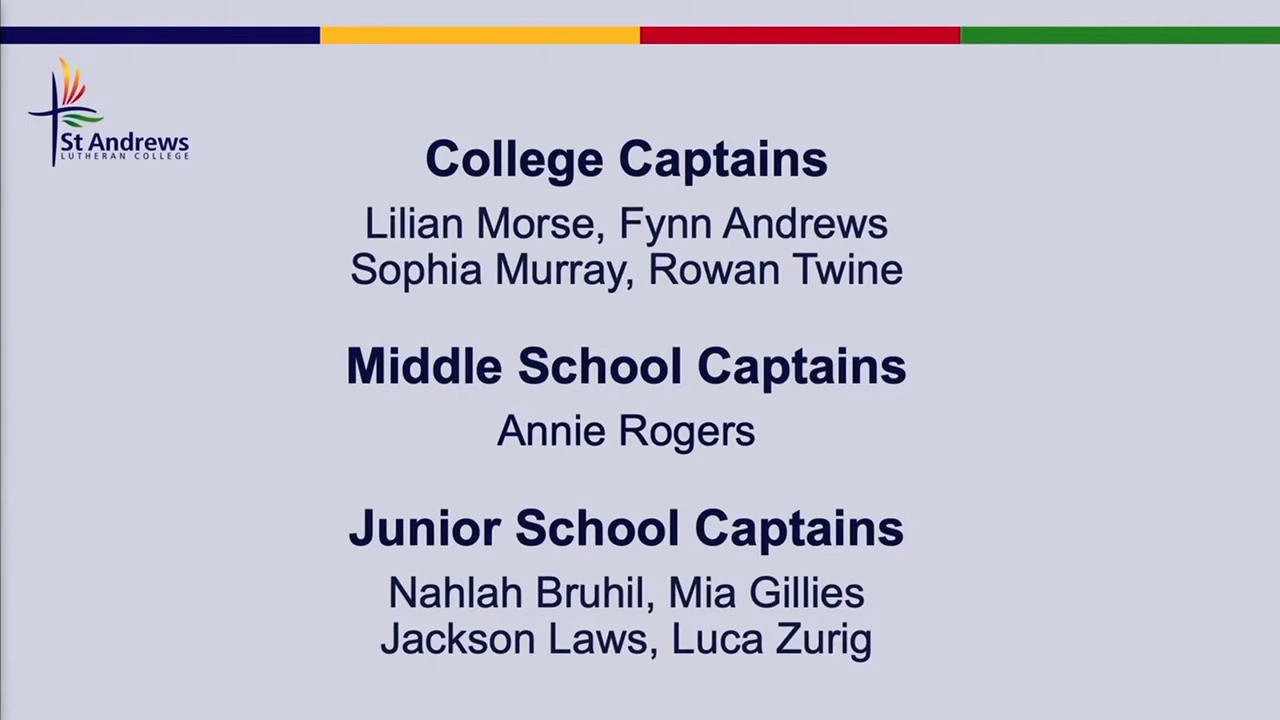 St Andrews
LUTHERAN COLLEGE
College Captains
Lilian Morse, Fynn Andrews
Sophia Murray, Rowan Twine
Middle School Captains
Annie Rogers
Junior School Captains
Nahlah Bruhil, Mia Gillies
Jackson Laws, Luca Zurig